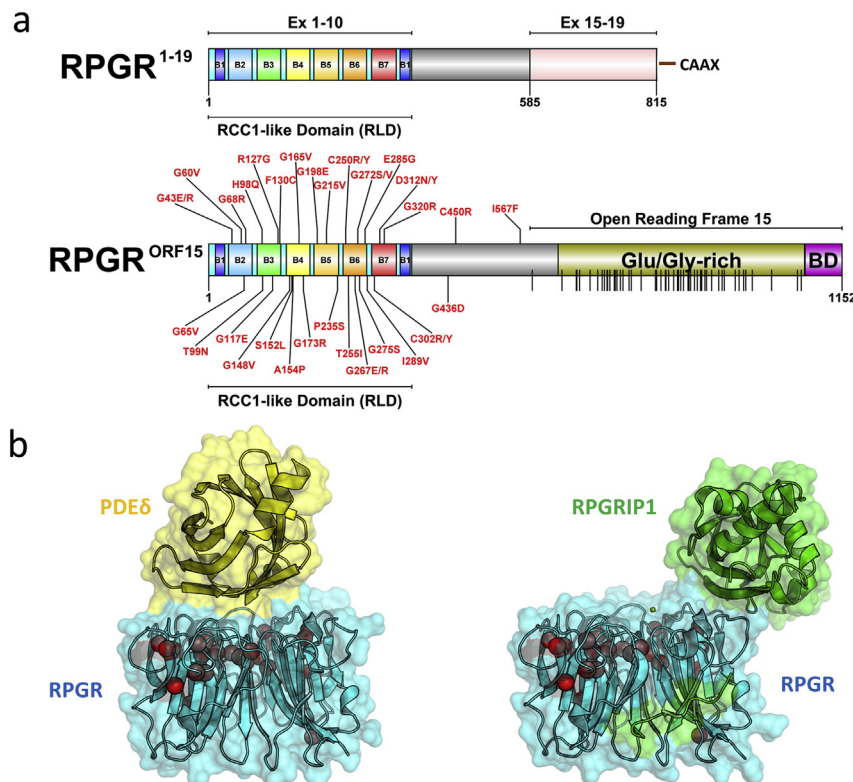 a
Ex 1-10
Ex 15-19
RPGR1-19
B1 B2 B3 B4 B5 B6 B7 B1
CAAX
1
585
815
RCC1-like Domain (RLD)
G165V
C250R/Y
E285G
R127G
G198E
G272S/V
G60V
H98Q
F130C
G215V
D312N/Y
G68R
G43E/R
G320R
C450R
I567F
Open Reading Frame 15
RPGRORF15
B1 B2 B3 B4 B5 B6 B7 B1
Glu/Gly-rich
BD
1
1152
G436D
G65V
G117E
P235S
C302R/Y
T99N
S152L
G173R
G275S
G148V
T255I
I289V
A154P
G267E/R
RCC1-like Domain (RLD)
b
PDEδ
RPGRIP1
RPGR
RPGR